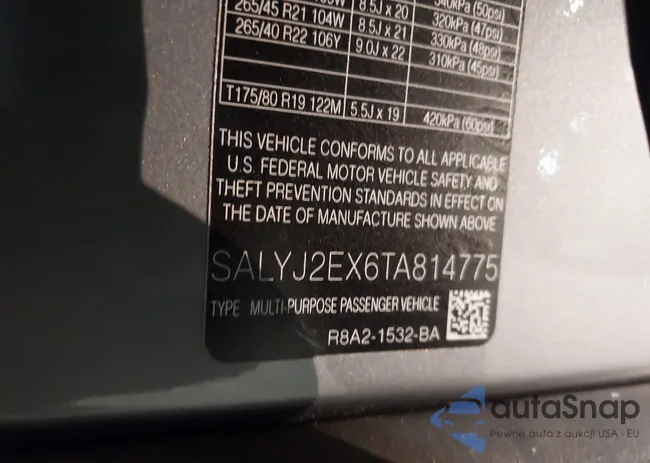 8.5J x 20 340kPa (50psi)
265/45 R21 104W 8.5J x 21 320kPa (47psi)
265/40 R22 106Y 9.0J x 22 330kPa (48psi)
310kPa (45psi)
T175/80 R19 122M 5.5J x 19 420kPa (60psi)
THIS VEHICLE CONFORMS TO ALL APPLICABLE
U.S. FEDERAL MOTOR VEHICLE SAFETY AND
THEFT PREVENTION STANDARDS IN EFFECT ON
THE DATE OF MANUFACTURE SHOWN ABOVE
SALYJ2EX6TA814775
TYPE MULTI-PURPOSE PASSENGER VEHICLE
R8A2-1532-BA
autaSnap
Pewne auta z aukcji USA i EU